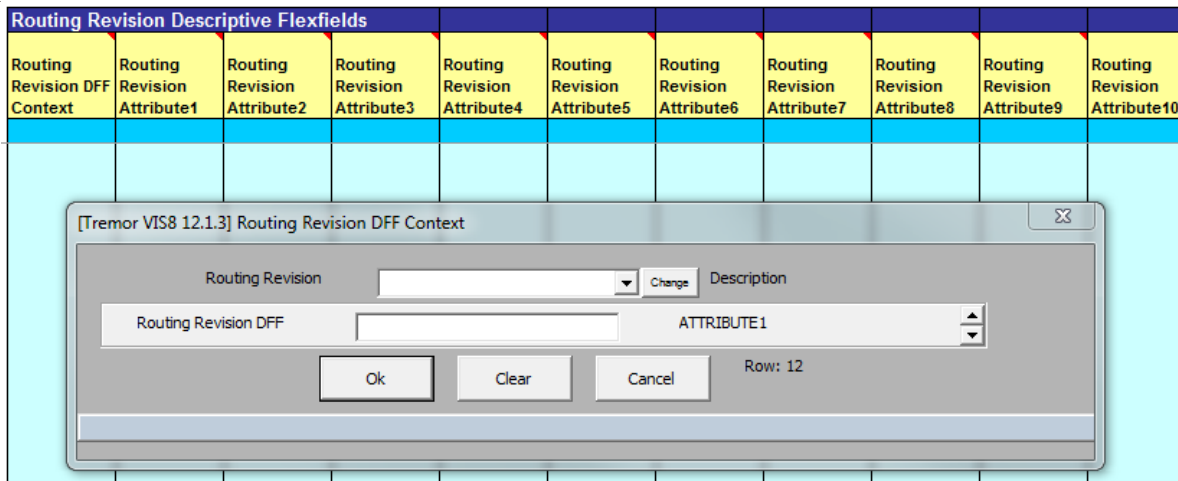 Routing Revision Descriptive Flexfields
Routing Revision DFF Context
Routing Revision Attribute1
Routing Revision Attribute2
Routing Revision Attribute3
Routing Revision Attribute4
Routing Revision Attribute5
Routing Revision Attribute6
Routing Revision Attribute7
Routing Revision Attribute8
Routing Revision Attribute9
Routing Revision Attribute10
[Tremor VIS8 12.1.3] Routing Revision DFF Context
Routing Revision Change Description
Routing Revision DFF ATTRIBUTE1
Ok Clear Cancel Row: 12